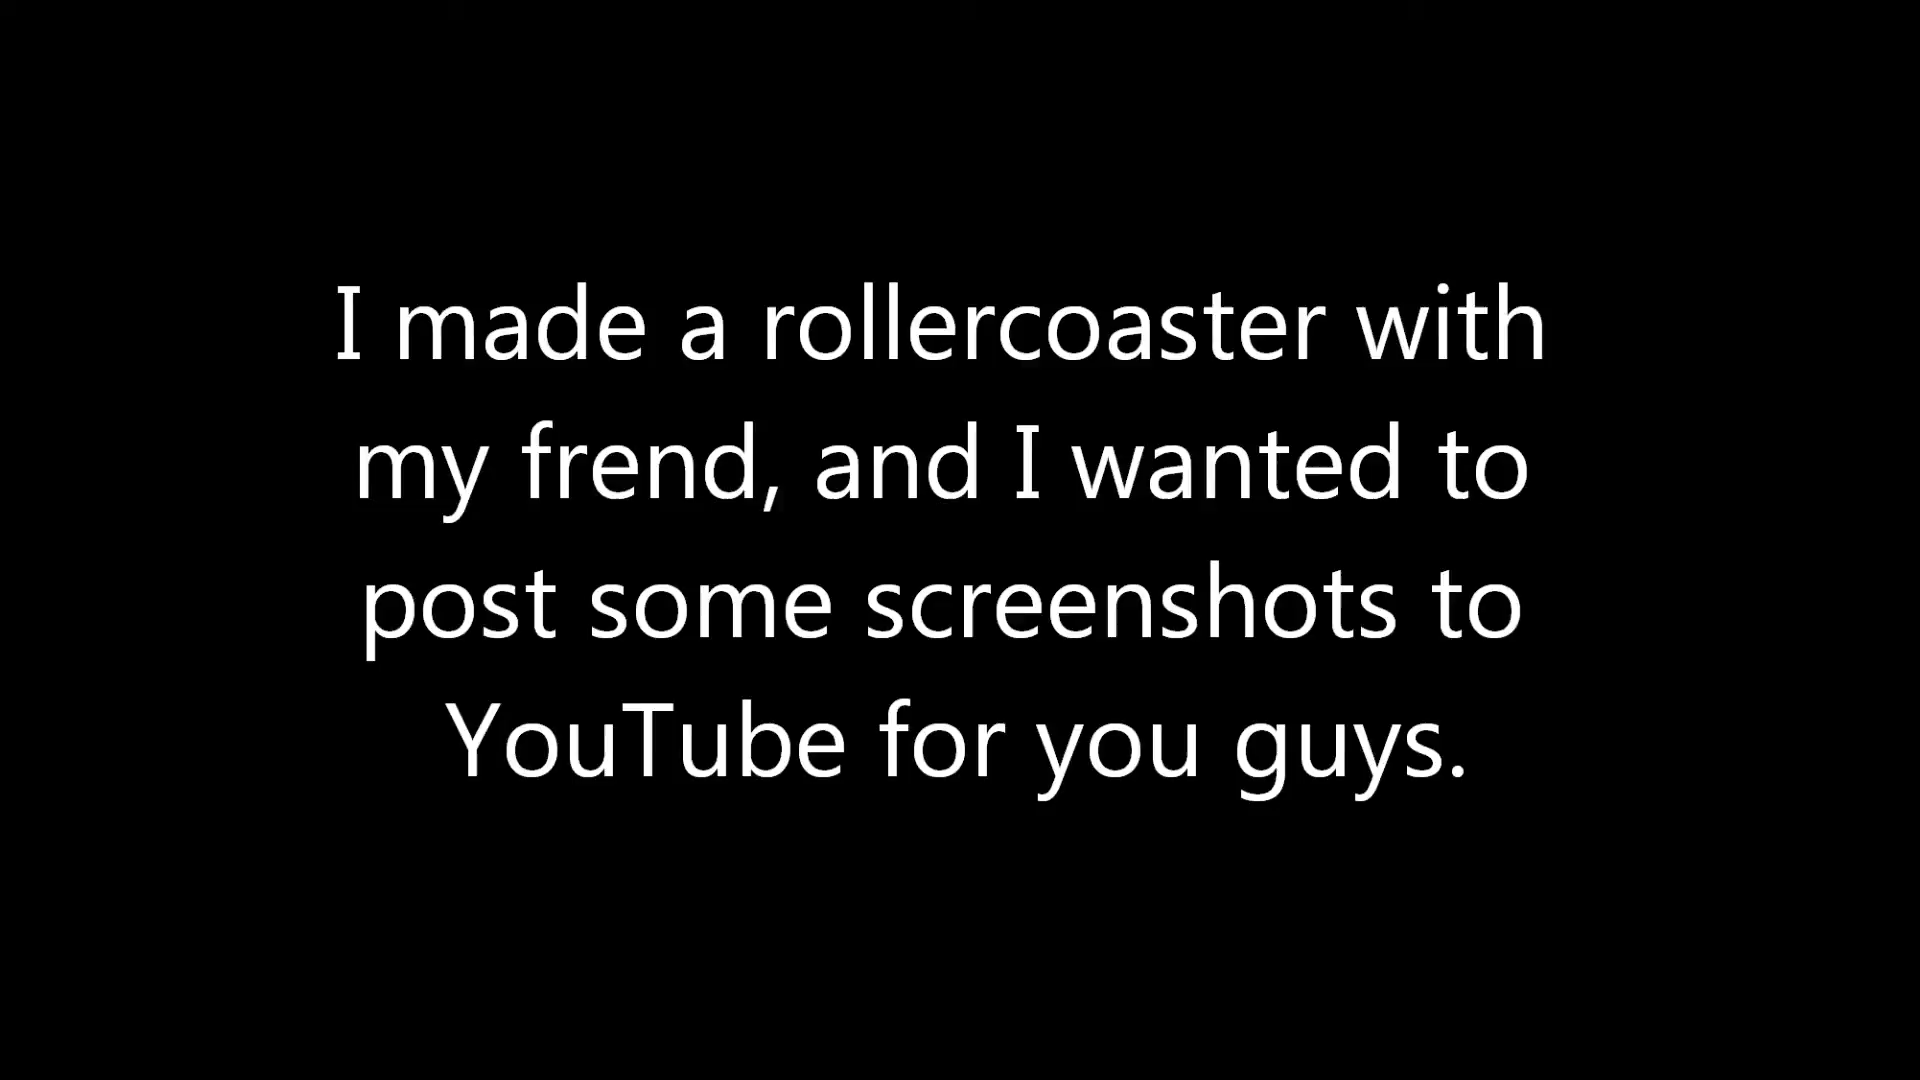 I made a rollercoaster with
my frend, and I wanted to
post some screenshots to
YouTube for you guys.